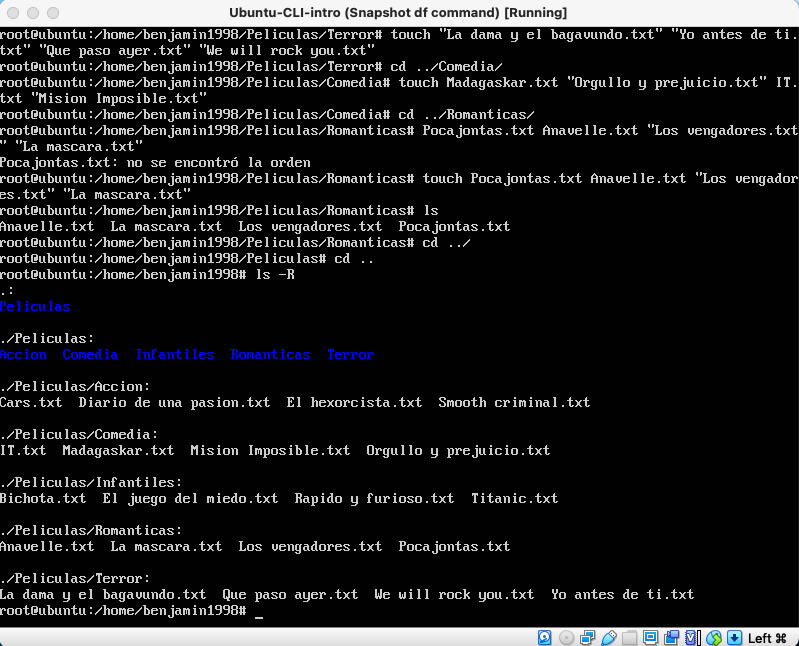 Ubuntu-CLI-intro (Snapshot df command) [Running]
root@ubuntu:/home/benjamin1998/Peliculas/Terror# touch "La dama y el bagavundo.txt" "Yo antes de ti.
txt" "Que paso ayer.txt" "We will rock you.txt"
root@ubuntu:/home/benjamin1998/Peliculas/Terror# cd ../Comedia/
root@ubuntu:/home/benjamin1998/Peliculas/Comedia# touch Madagaskar.txt "Orgullo y prejuicio.txt" IT.
txt "Mision Imposible.txt"
root@ubuntu:/home/benjamin1998/Peliculas/Comedia# cd ../Romanticas/
root@ubuntu:/home/benjamin1998/Peliculas/Romanticas# Pocajontas.txt Anavelle.txt "Los vengadores.txt
" "La mascara.txt"
Pocajontas.txt: no se encontró la orden
root@ubuntu:/home/benjamin1998/Peliculas/Romanticas# touch Pocajontas.txt Anavelle.txt "Los vengador
es.txt" "La mascara.txt"
root@ubuntu:/home/benjamin1998/Peliculas/Romanticas# ls
Anavelle.txt  La mascara.txt  Los vengadores.txt  Pocajontas.txt
root@ubuntu:/home/benjamin1998/Peliculas/Romanticas# cd ../
root@ubuntu:/home/benjamin1998/Peliculas# cd ..
root@ubuntu:/home/benjamin1998# ls -R
.:
Peliculas
./Peliculas:
Accion  Comedia  Infantiles  Romanticas  Terror
./Peliculas/Accion:
Cars.txt  Diario de una pasion.txt  El hexorcista.txt  Smooth criminal.txt
./Peliculas/Comedia:
IT.txt  Madagaskar.txt  Mision Imposible.txt  Orgullo y prejuicio.txt
./Peliculas/Infantiles:
Bichota.txt  El juego del miedo.txt  Rapido y furioso.txt  Titanic.txt
./Peliculas/Romanticas:
Anavelle.txt  La mascara.txt  Los vengadores.txt  Pocajontas.txt
./Peliculas/Terror:
La dama y el bagavundo.txt  Que paso ayer.txt  We will rock you.txt  Yo antes de ti.txt
root@ubuntu:/home/benjamin1998# _
Left ⌘